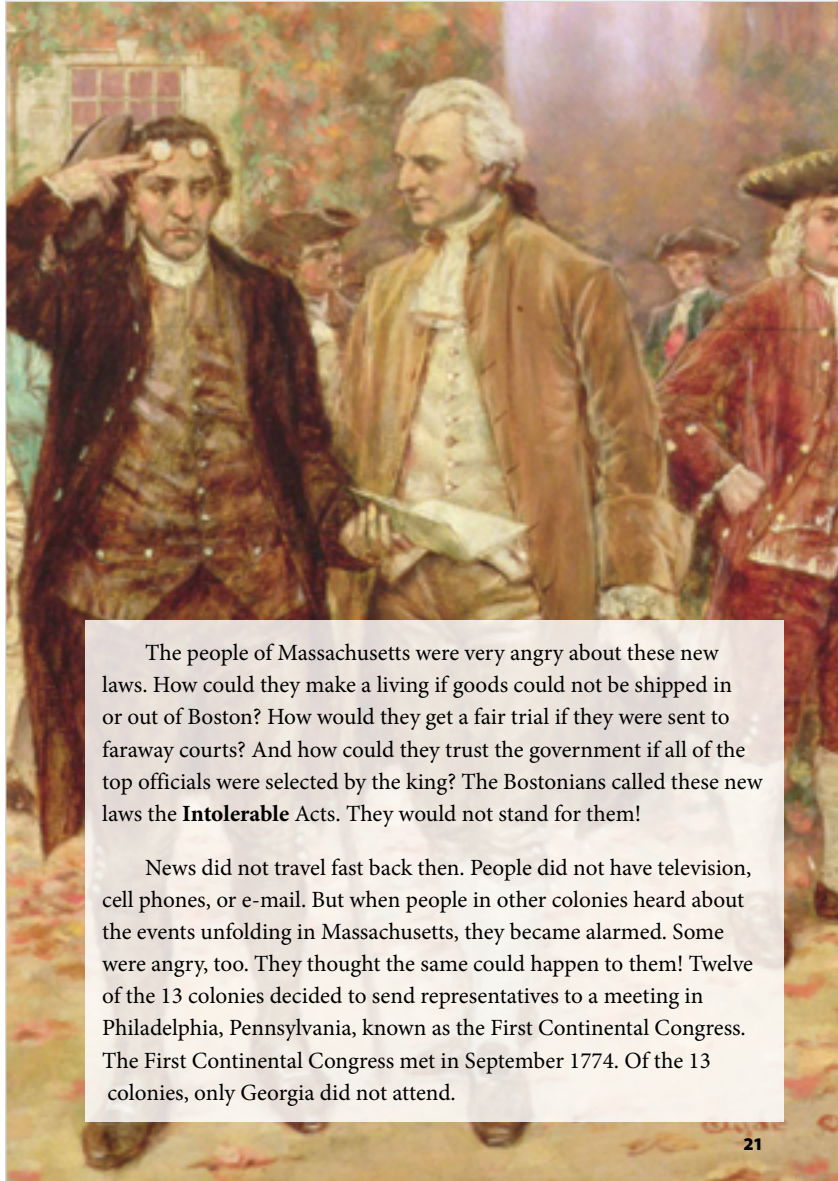 The people of Massachusetts were very angry about these new
laws. How could they make a living if goods could not be shipped in
or out of Boston? How would they get a fair trial if they were sent to
faraway courts? And how could they trust the government if all of the
top officials were selected by the king? The Bostonians called these new
laws the Intolerable Acts. They would not stand for them!
News did not travel fast back then. People did not have television,
cell phones, or e-mail. But when people in other colonies heard about
the events unfolding in Massachusetts, they became alarmed. Some
were angry, too. They thought the same could happen to them! Twelve
of the 13 colonies decided to send representatives to a meeting in
Philadelphia, Pennsylvania, known as the First Continental Congress.
The First Continental Congress met in September 1774. Of the 13
colonies, only Georgia did not attend.
21